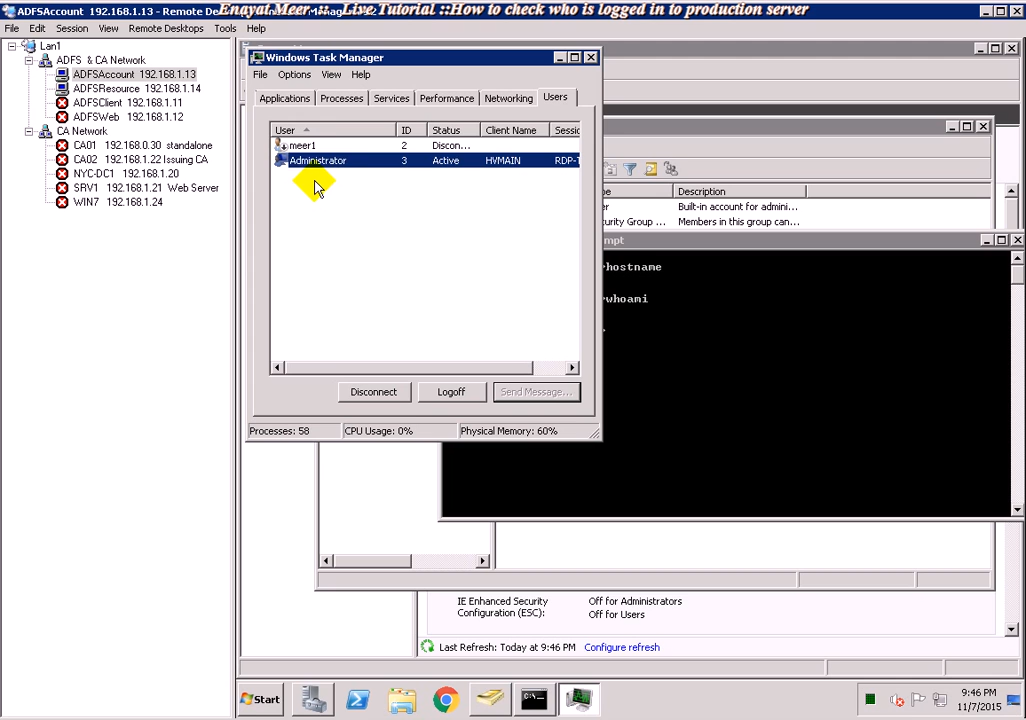 ADFSAccount 192.168.1.13 - Remote De
Enayat Meer :: Live Tutorial ::How to check who is logged in to production server
File Edit Session View Remote Desktops Tools Help
Lan1
ADFS & CA Network
ADFSAccount 192.168.1.13
ADFSResource 192.168.1.14
ADFSClient 192.168.1.11
ADFSWeb 192.168.1.12
CA Network
CA01 192.168.0.30 standalone
CA02 192.168.1.22 Issuing CA
NYC-DC1 192.168.1.20
SRV1 192.168.1.21 Web Server
WIN7 192.168.1.24
Windows Task Manager
File Options View Help
Applications Processes Services Performance Networking Users
User ID Status Client Name Sessic
meer1 2 Discon...
Administrator 3 Active HVMAIN RDP-T
Disconnect Logoff Send Message...
Processes: 58 CPU Usage: 0% Physical Memory: 60%
pe Description
er Built-in account for admini...
urity Group ... Members in this group can...
mpt
>hostname
>whoami
IE Enhanced Security Configuration (ESC):
Off for Administrators
Off for Users
Last Refresh: Today at 9:46 PM Configure refresh
Start
C:\
9:46 PM
11/7/2015